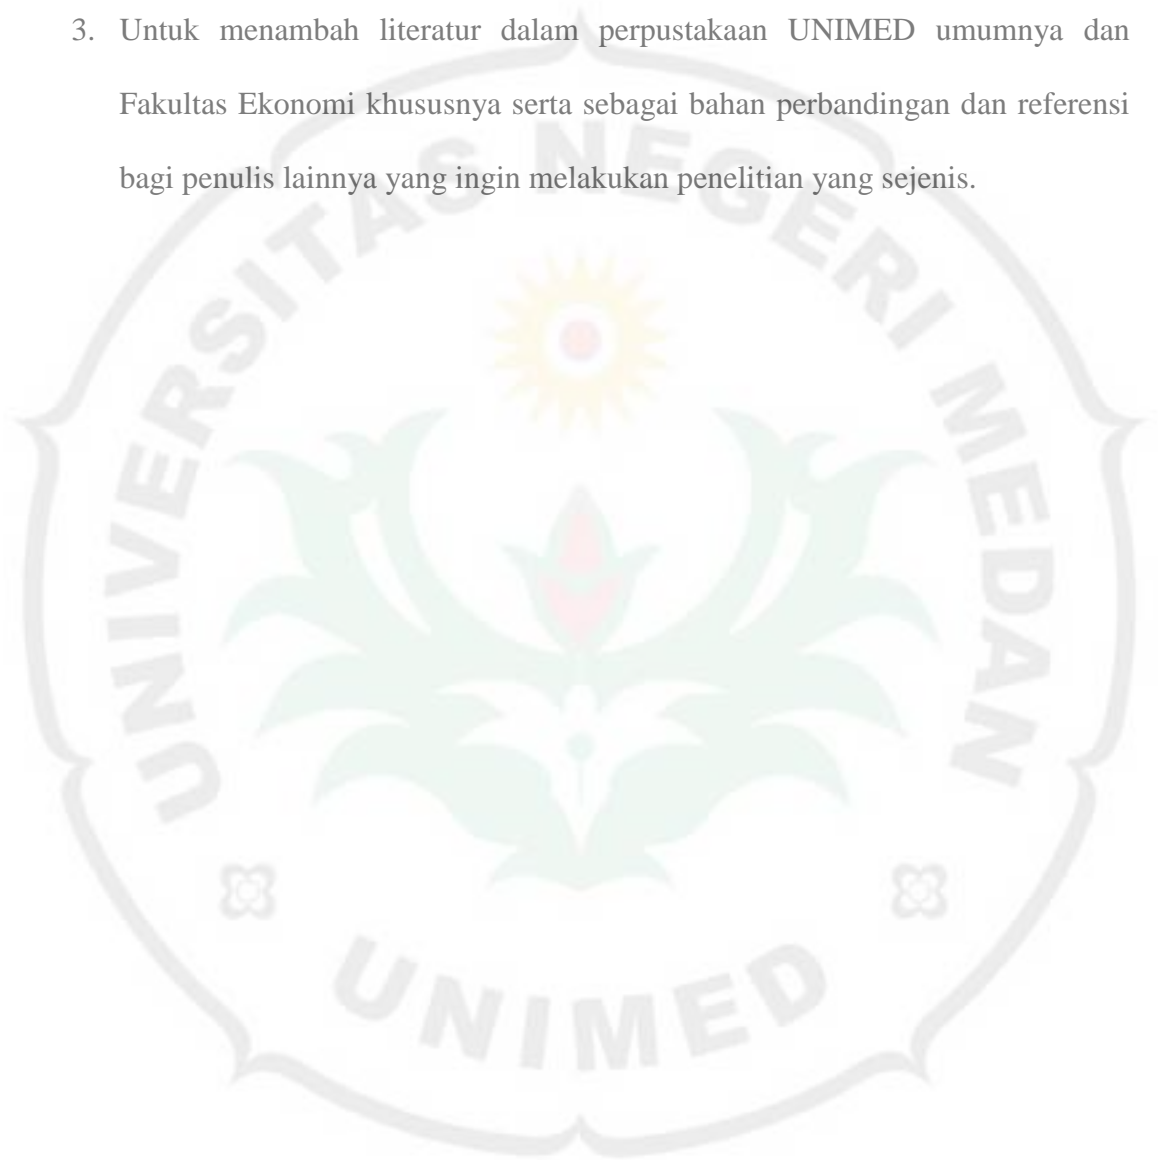 3. Untuk menambah literatur dalam perpustakaan UNIMED umumnya dan
Fakultas Ekonomi khususnya serta sebagai bahan perbandingan dan referensi
bagi penulis lainnya yang ingin melakukan penelitian yang sejenis.
UNIVERSITAS NEGERI MEDAN
UNIMED